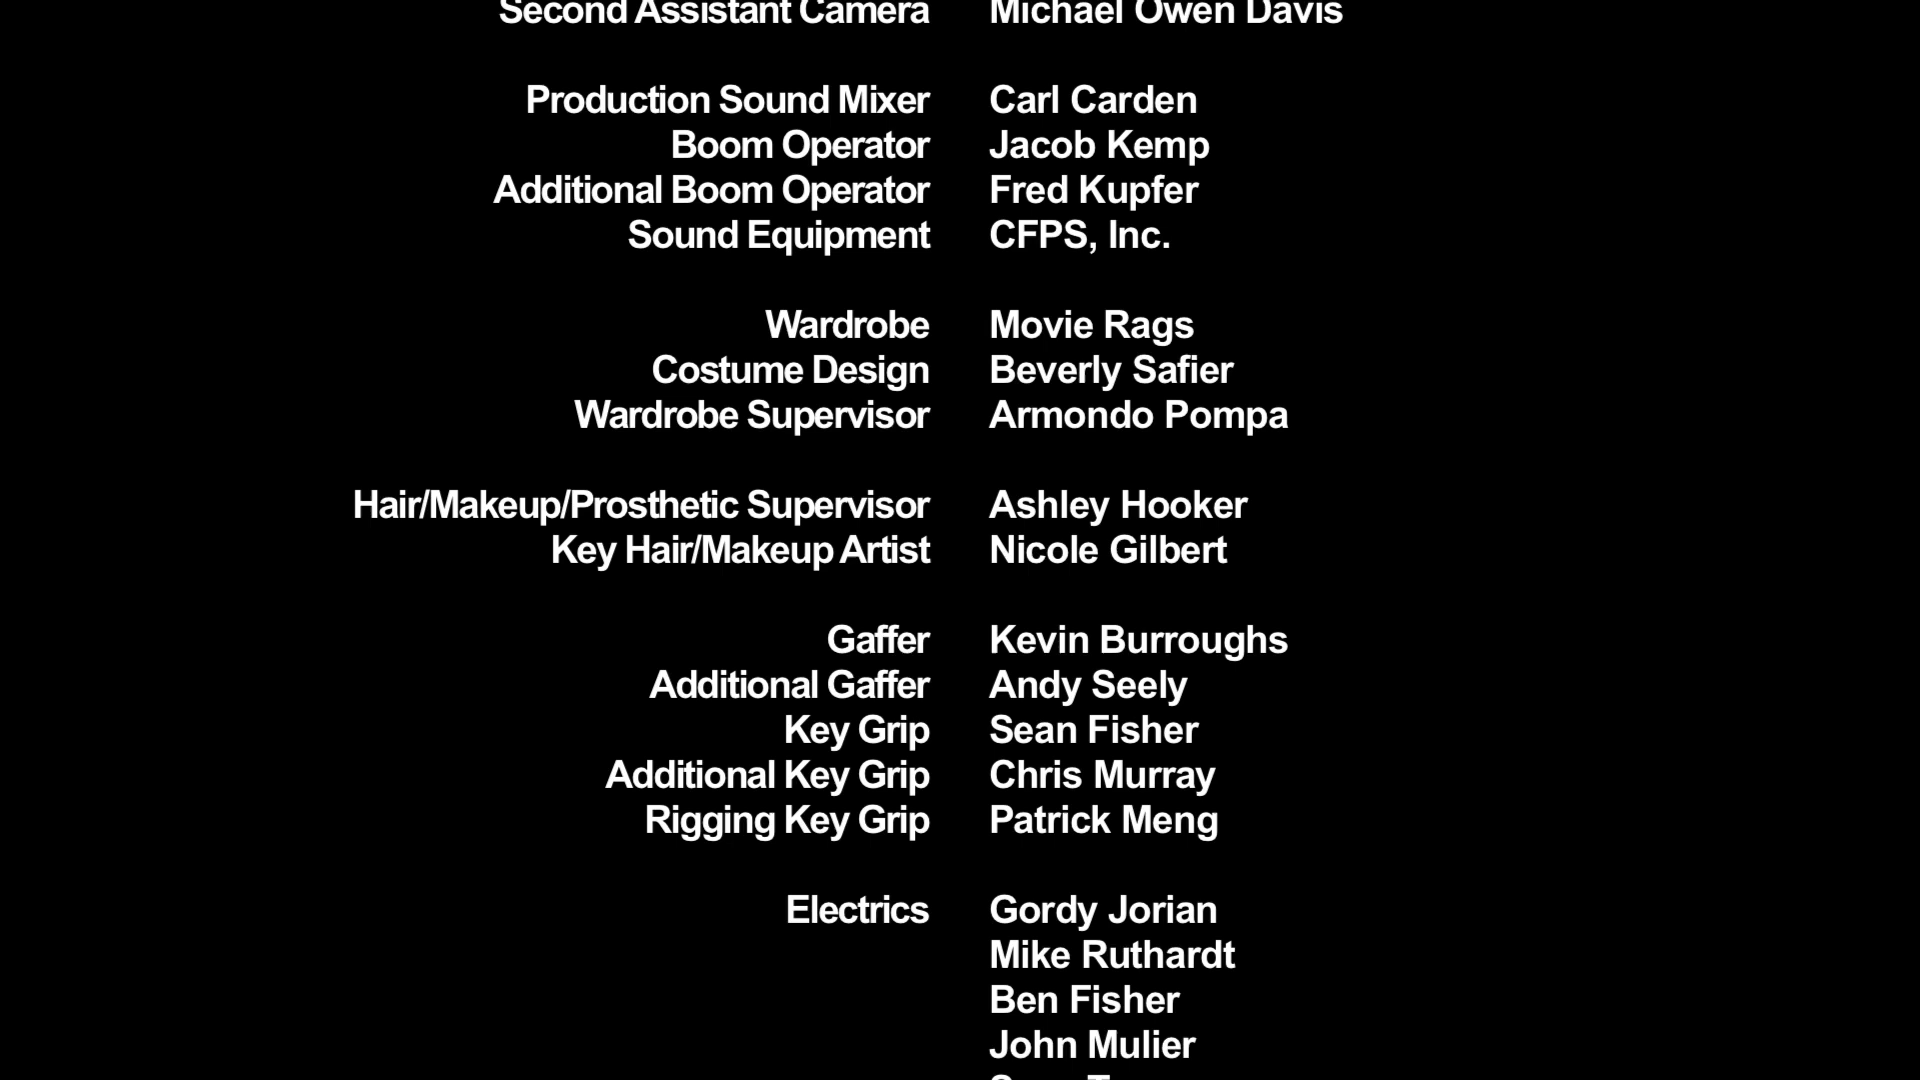 Second Assistant Camera Michael Owen Davis
Production Sound Mixer Carl Carden
Boom Operator Jacob Kemp
Additional Boom Operator Fred Kupfer
Sound Equipment CFPS, Inc.
Wardrobe Movie Rags
Costume Design Beverly Safier
Wardrobe Supervisor Armondo Pompa
Hair/Makeup/Prosthetic Supervisor Ashley Hooker
Key Hair/Makeup Artist Nicole Gilbert
Gaffer Kevin Burroughs
Additional Gaffer Andy Seely
Key Grip Sean Fisher
Additional Key Grip Chris Murray
Rigging Key Grip Patrick Meng
Electrics Gordy Jorian
Mike Ruthardt
Ben Fisher
John Mulier